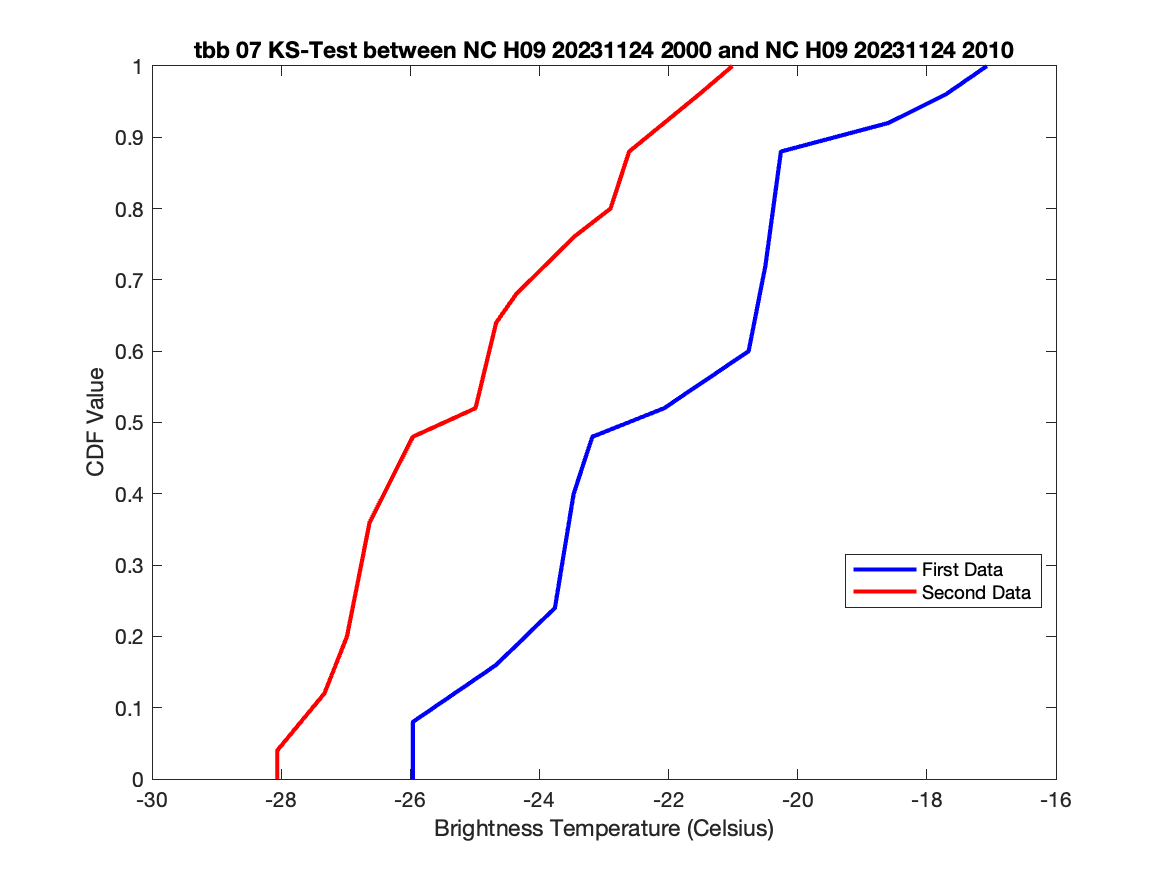 tbb 07 KS-Test between NC H09 20231124 2000 and NC H09 20231124 2010
1
0.9
0.8
0.7
0.6
0.5
0.4
0.3
0.2
0.1
0
CDF Value
First Data
Second Data
-30 -28 -26 -24 -22 -20 -18 -16
Brightness Temperature (Celsius)